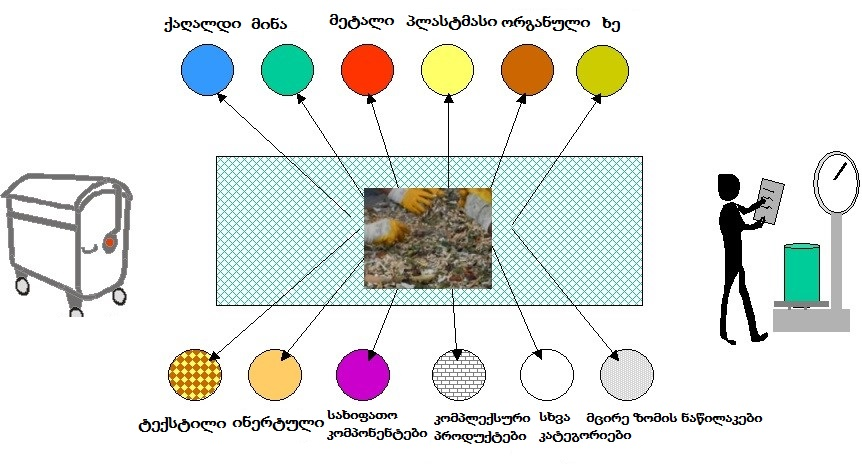 ქაღალდი მინა მეტალი პლასტმასი ორგანული ხე
ტექსტილი ინერტული სახიფათო კომპონენტები კომპლექსური პროდუქტები სხვა კატეგორიები მცირე ზომის ნაწილაკები